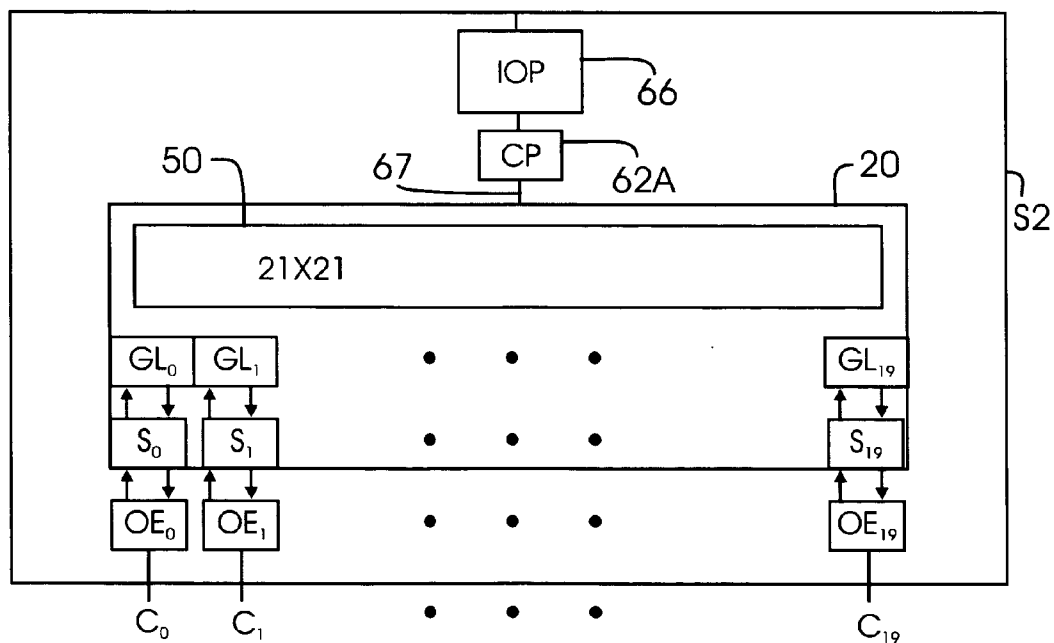 IOP
66
CP
62A
67
50
20
S2
21X21
GL₀ GL₁ GL₁₉
S₀ S₁ S₁₉
OE₀ OE₁ OE₁₉
C₀ C₁ C₁₉